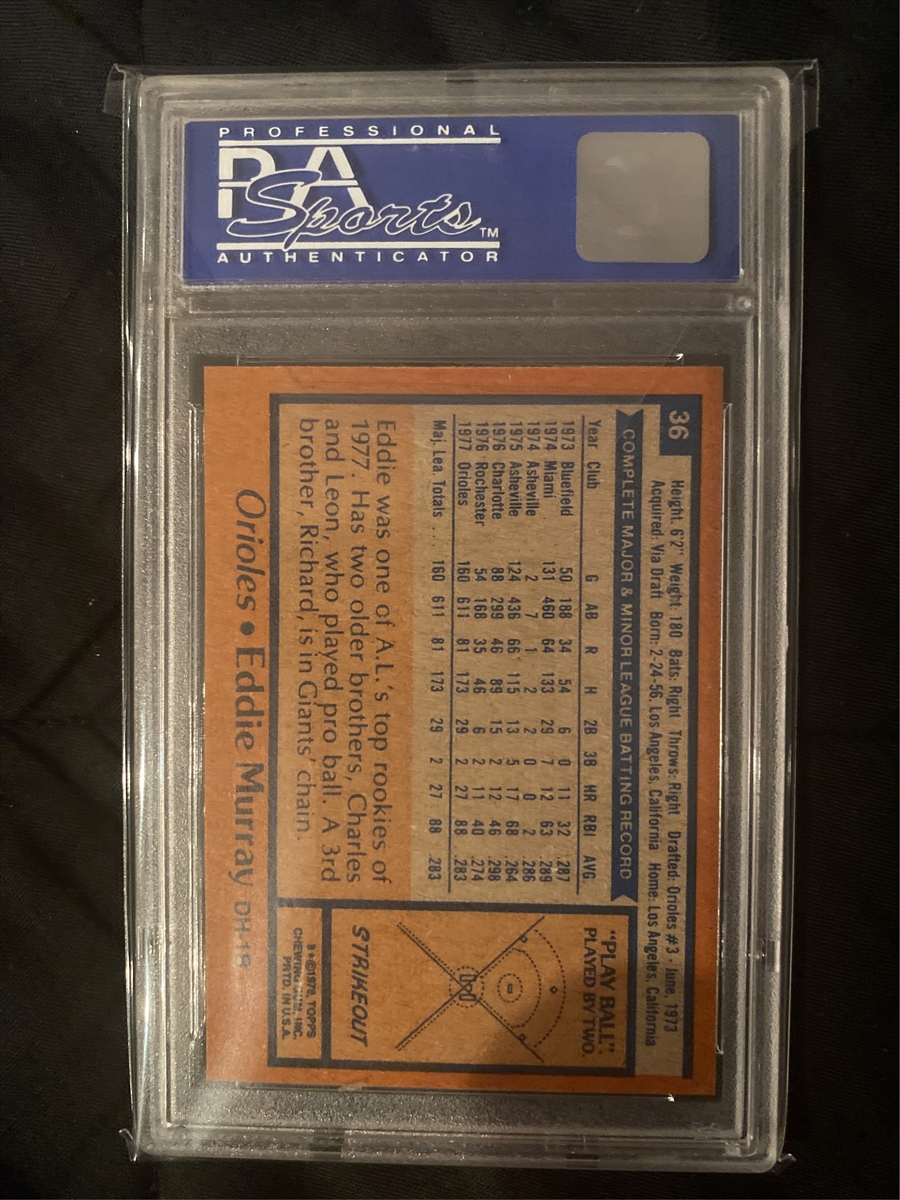 PROFESSIONAL
PSA
Sports™
AUTHENTICATOR
36
Height: 6'2" Weight: 180 Bats: Right Throws: Right Drafted: Orioles #3 - June, 1973
Acquired: Via Draft Born: 2-24-56, Los Angeles, California Home: Los Angeles, California
COMPLETE MAJOR & MINOR LEAGUE BATTING RECORD
Year Club G AB R H 2B 3B HR RBI AVG.
1973 Bluefield 50 188 34 54 6 0 11 32 .287
1974 Miami 131 460 64 133 29 7 12 63 .289
1974 Asheville 2 7 1 2 2 0 0 2 .286
1975 Asheville 124 436 66 115 13 5 17 68 .264
1976 Charlotte 88 299 46 89 15 2 12 46 .298
1976 Rochester 54 168 35 46 6 2 11 40 .274
1977 Orioles 160 611 81 173 29 2 27 88 .283
Maj. Lea. Totals . . . 160 611 81 173 29 2 27 88 .283
Eddie was one of A.L.'s top rookies of
1977. Has two older brothers, Charles
and Leon, who played pro ball. A 3rd
brother, Richard, is in Giants' chain.
"PLAY BALL".
PLAYED BY TWO.
STRIKEOUT
B*©1978, TOPPS
CHEWING GUM, INC.
PRTD. IN U.S.A.
Orioles • Eddie Murray DH-1B